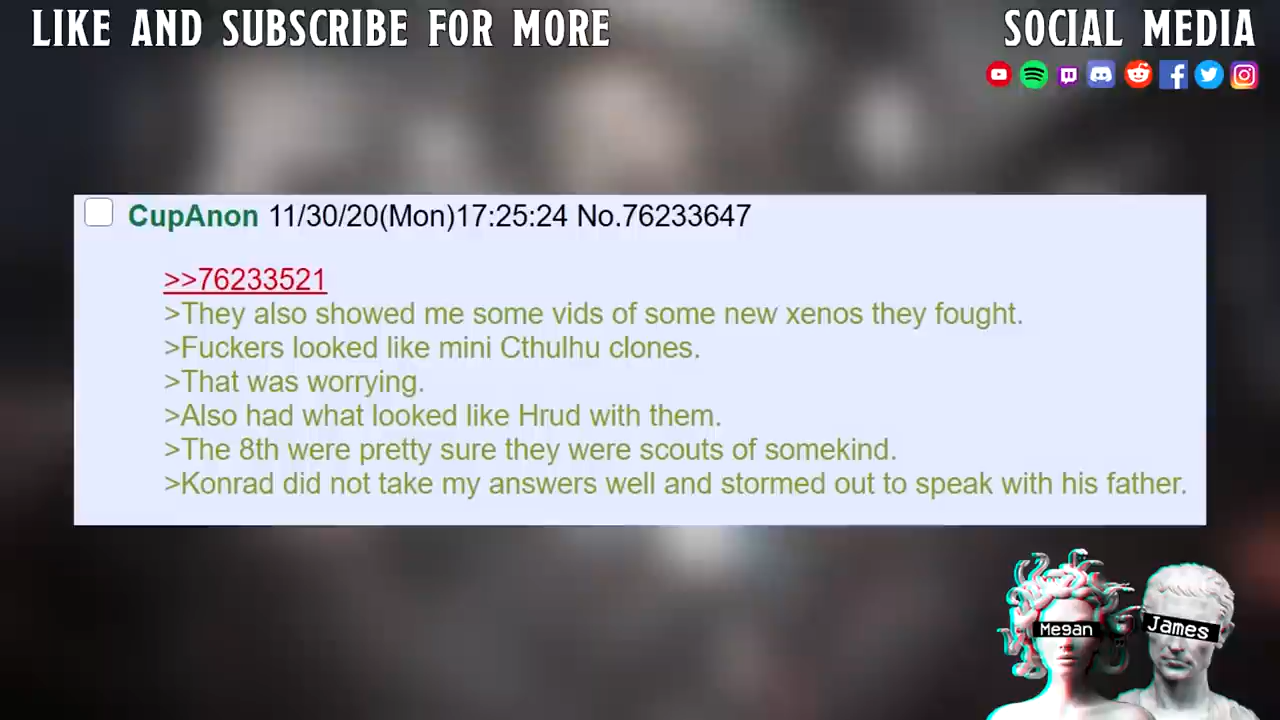 LIKE AND SUBSCRIBE FOR MORE
SOCIAL MEDIA
CupAnon 11/30/20(Mon)17:25:24 No.76233647
>>76233521
>They also showed me some vids of some new xenos they fought.
>Fuckers looked like mini Cthulhu clones.
>That was worrying.
>Also had what looked like Hrud with them.
>The 8th were pretty sure they were scouts of somekind.
>Konrad did not take my answers well and stormed out to speak with his father.
Megan
James